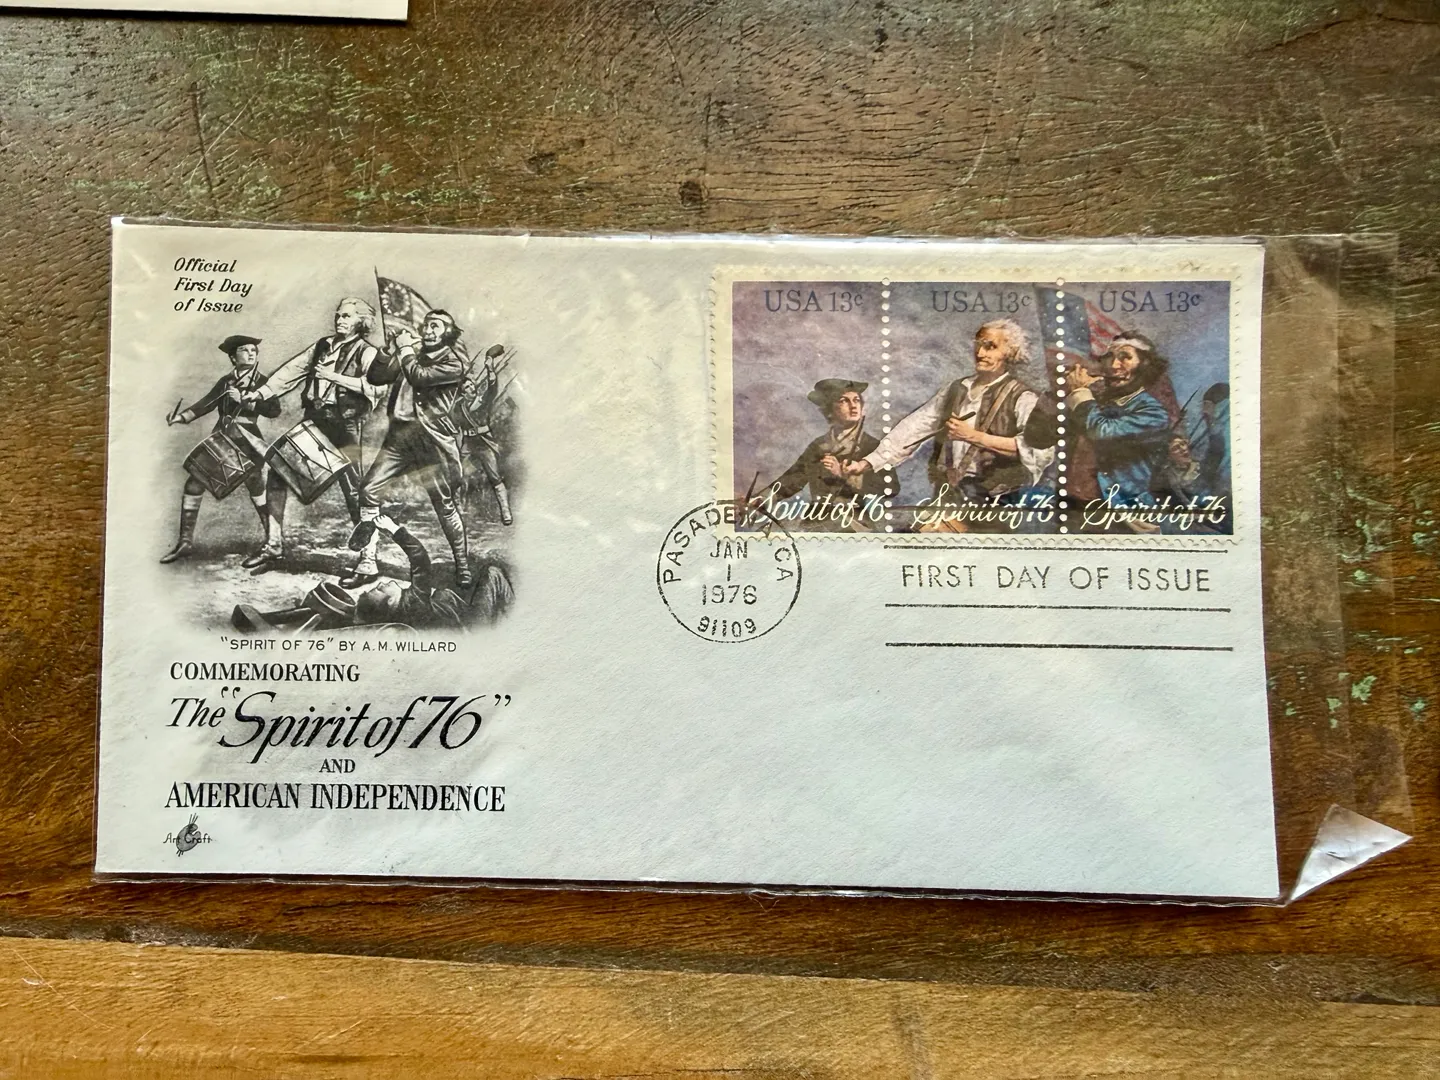 Official
First Day
of Issue
USA 13c
USA 13c
USA 13c
Spirit of 76
Spirit of 76
Spirit of 76
PASADENA, CA
JAN
1
1976
91109
FIRST DAY OF ISSUE
"SPIRIT OF 76" BY A.M. WILLARD
COMMEMORATING
The "Spirit of 76"
AND
AMERICAN INDEPENDENCE
Art Craft